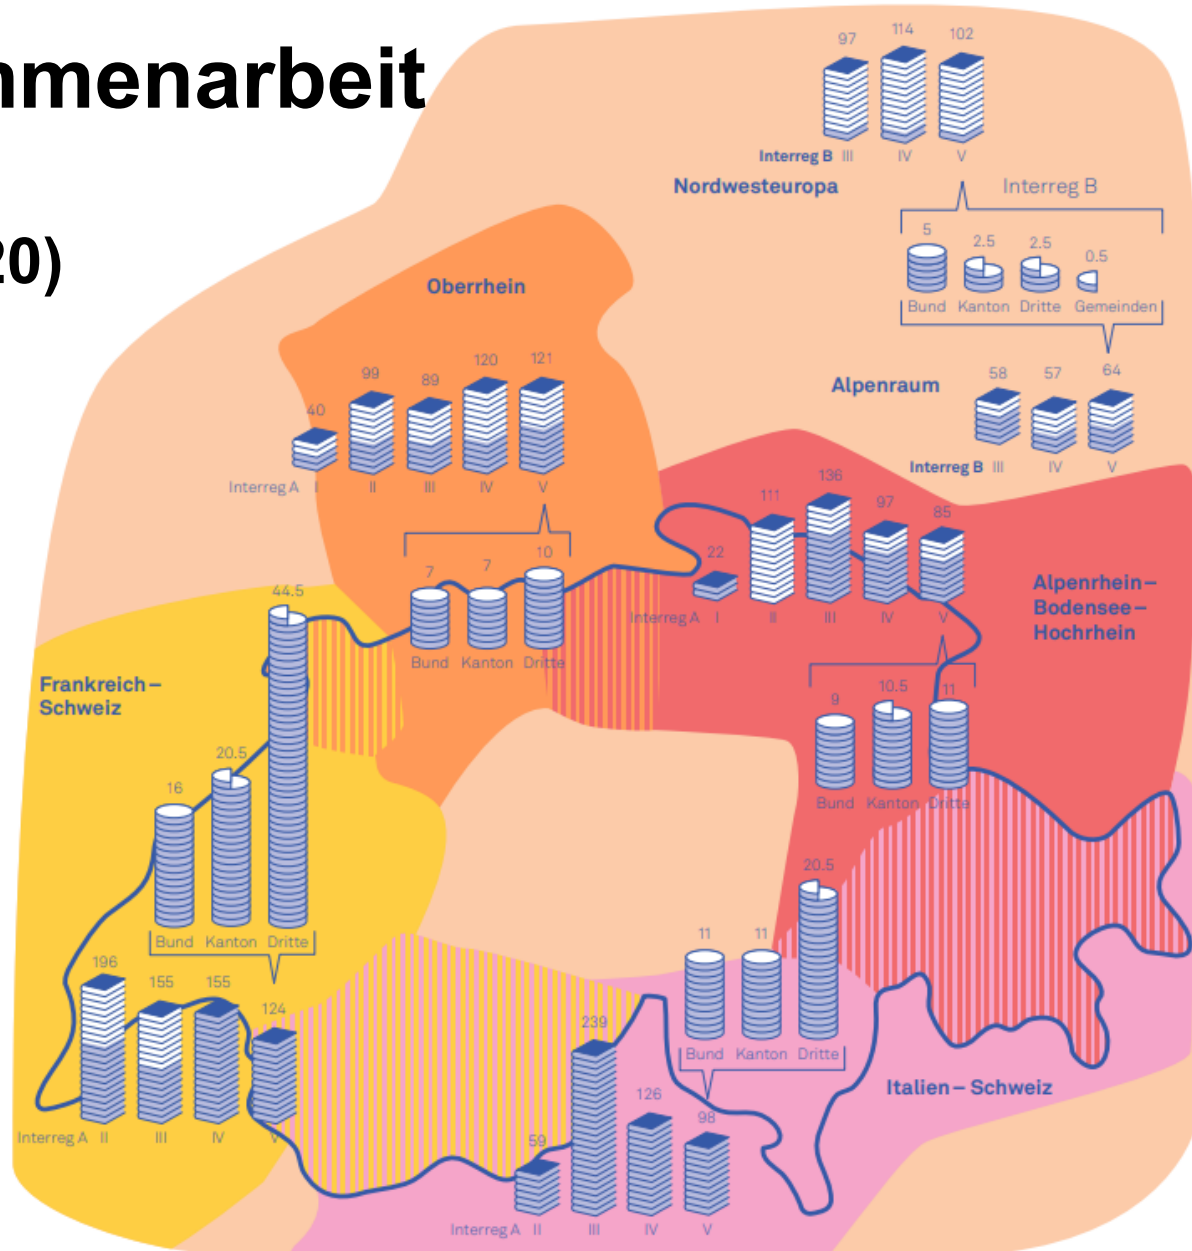 mmenarbeit
20)
97
114
102
Interreg B III IV V
Nordwesteuropa
Interreg B
5
2.5
2.5
0.5
Bund Kanton Dritte Gemeinden
Alpenraum
58
57
64
Interreg B III IV V
Oberrhein
40
99
89
120
121
Interreg A I II III IV V
7
7
10
Bund Kanton Dritte
22
111
136
97
85
Interreg A I II III IV V
Alpenrhein–
Bodensee–
Hochrhein
9
10.5
11
Bund Kanton Dritte
Frankreich–
Schweiz
16
20.5
44.5
Bund Kanton Dritte
196
155
155
124
Interreg A II III IV V
11
11
20.5
Bund Kanton Dritte
Italien–Schweiz
59
239
126
98
Interreg A II III IV V